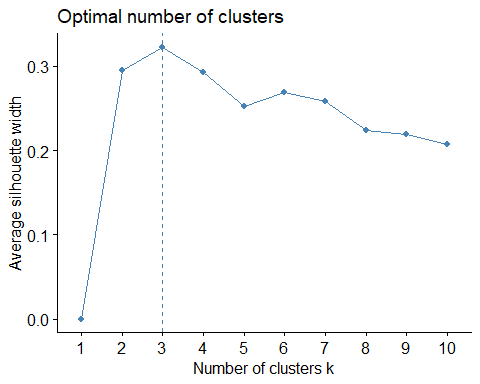 Optimal number of clusters
Average silhouette width
0.3
0.2
0.1
0.0
1 2 3 4 5 6 7 8 9 10
Number of clusters k